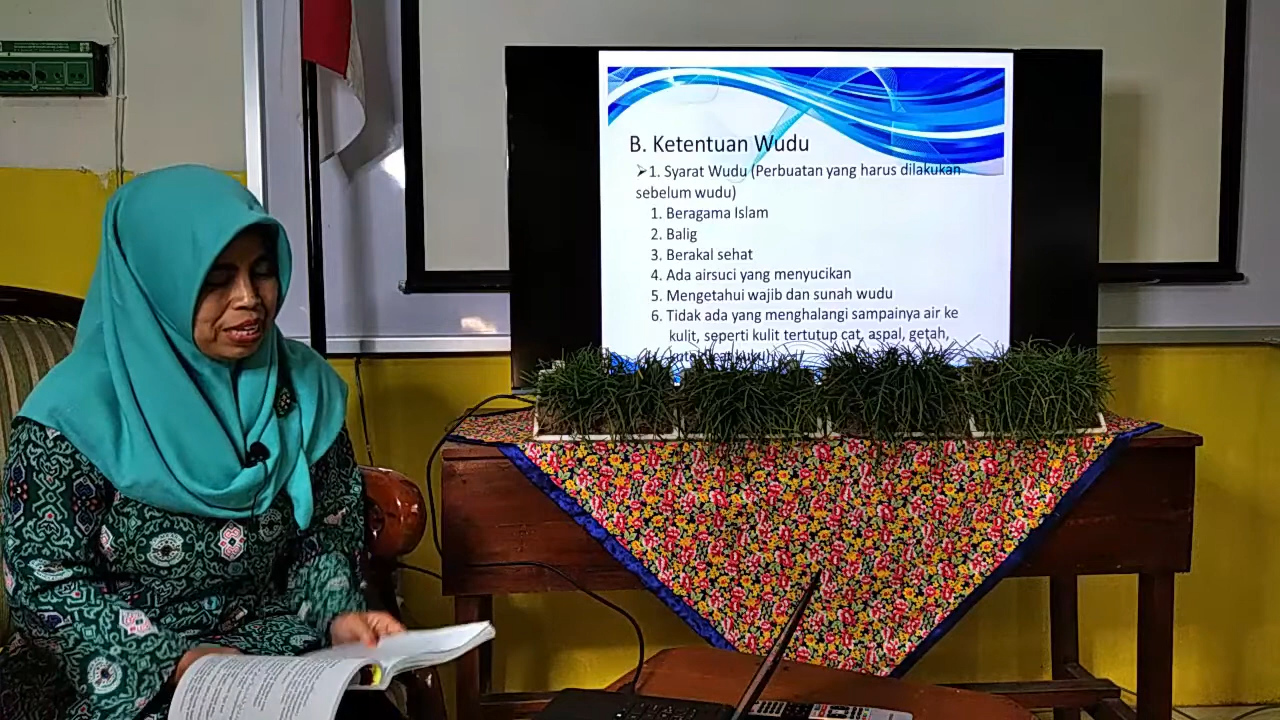 B. Ketentuan Wudu
➢1. Syarat Wudu (Perbuatan yang harus dilakukan
sebelum wudu)
1. Beragama Islam
2. Balig
3. Berakal sehat
4. Ada airsuci yang menyucikan
5. Mengetahui wajib dan sunah wudu
6. Tidak ada yang menghalangi sampainya air ke
kulit, seperti kulit tertutup cat, aspal, getah,